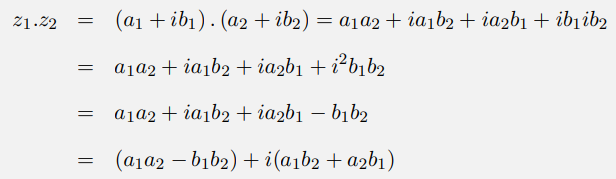 z₁.z₂ = (a₁ + ib₁) . (a₂ + ib₂) = a₁a₂ + ia₁b₂ + ia₂b₁ + ib₁ib₂
= a₁a₂ + ia₁b₂ + ia₂b₁ + i²b₁b₂
= a₁a₂ + ia₁b₂ + ia₂b₁ − b₁b₂
= (a₁a₂ − b₁b₂) + i(a₁b₂ + a₂b₁)